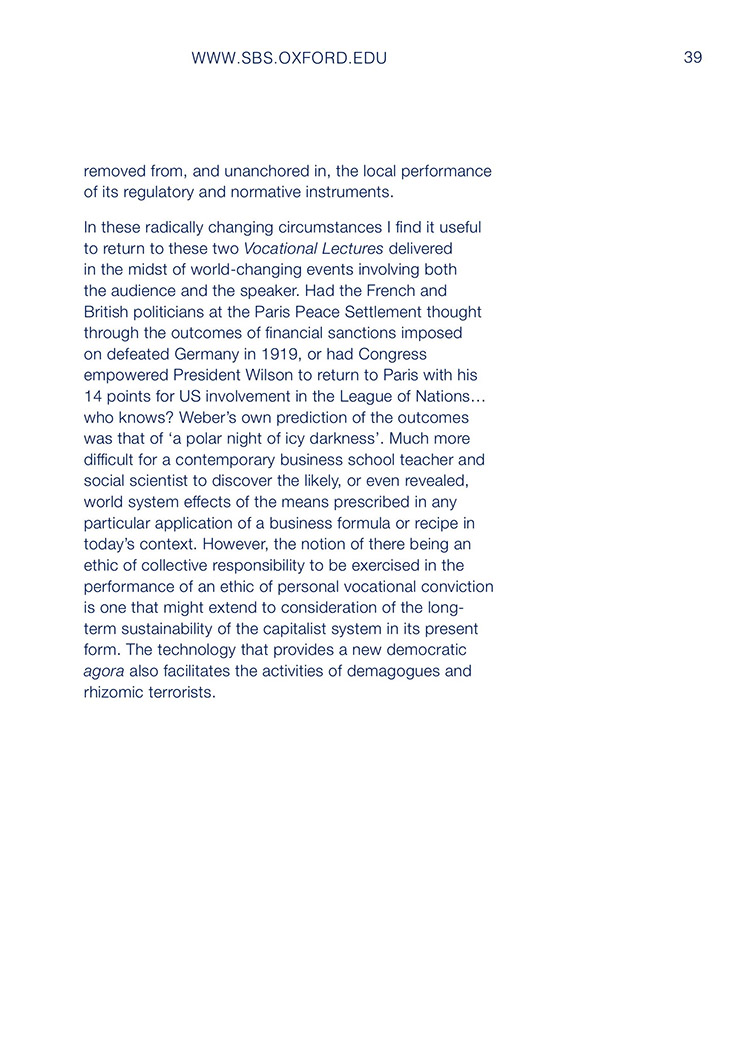 WWW.SBS.OXFORD.EDU 39
removed from, and unanchored in, the local performance
of its regulatory and normative instruments.
In these radically changing circumstances I find it useful
to return to these two Vocational Lectures delivered
in the midst of world-changing events involving both
the audience and the speaker. Had the French and
British politicians at the Paris Peace Settlement thought
through the outcomes of financial sanctions imposed
on defeated Germany in 1919, or had Congress
empowered President Wilson to return to Paris with his
14 points for US involvement in the League of Nations…
who knows? Weber’s own prediction of the outcomes
was that of ‘a polar night of icy darkness’. Much more
difficult for a contemporary business school teacher and
social scientist to discover the likely, or even revealed,
world system effects of the means prescribed in any
particular application of a business formula or recipe in
today’s context. However, the notion of there being an
ethic of collective responsibility to be exercised in the
performance of an ethic of personal vocational conviction
is one that might extend to consideration of the long-
term sustainability of the capitalist system in its present
form. The technology that provides a new democratic
agora also facilitates the activities of demagogues and
rhizomic terrorists.